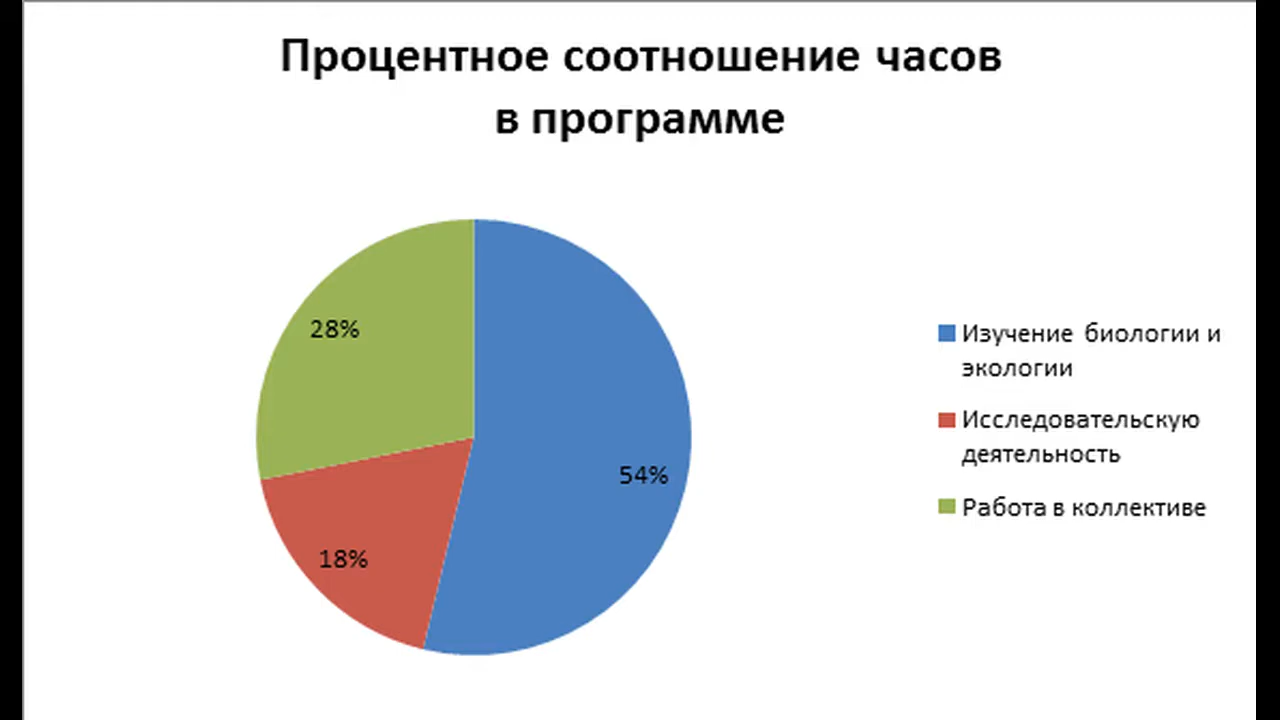 Процентное соотношение часов
в программе
28%
54%
18%
Изучение биологии и
экологии
Исследовательскую
деятельность
Работа в коллективе